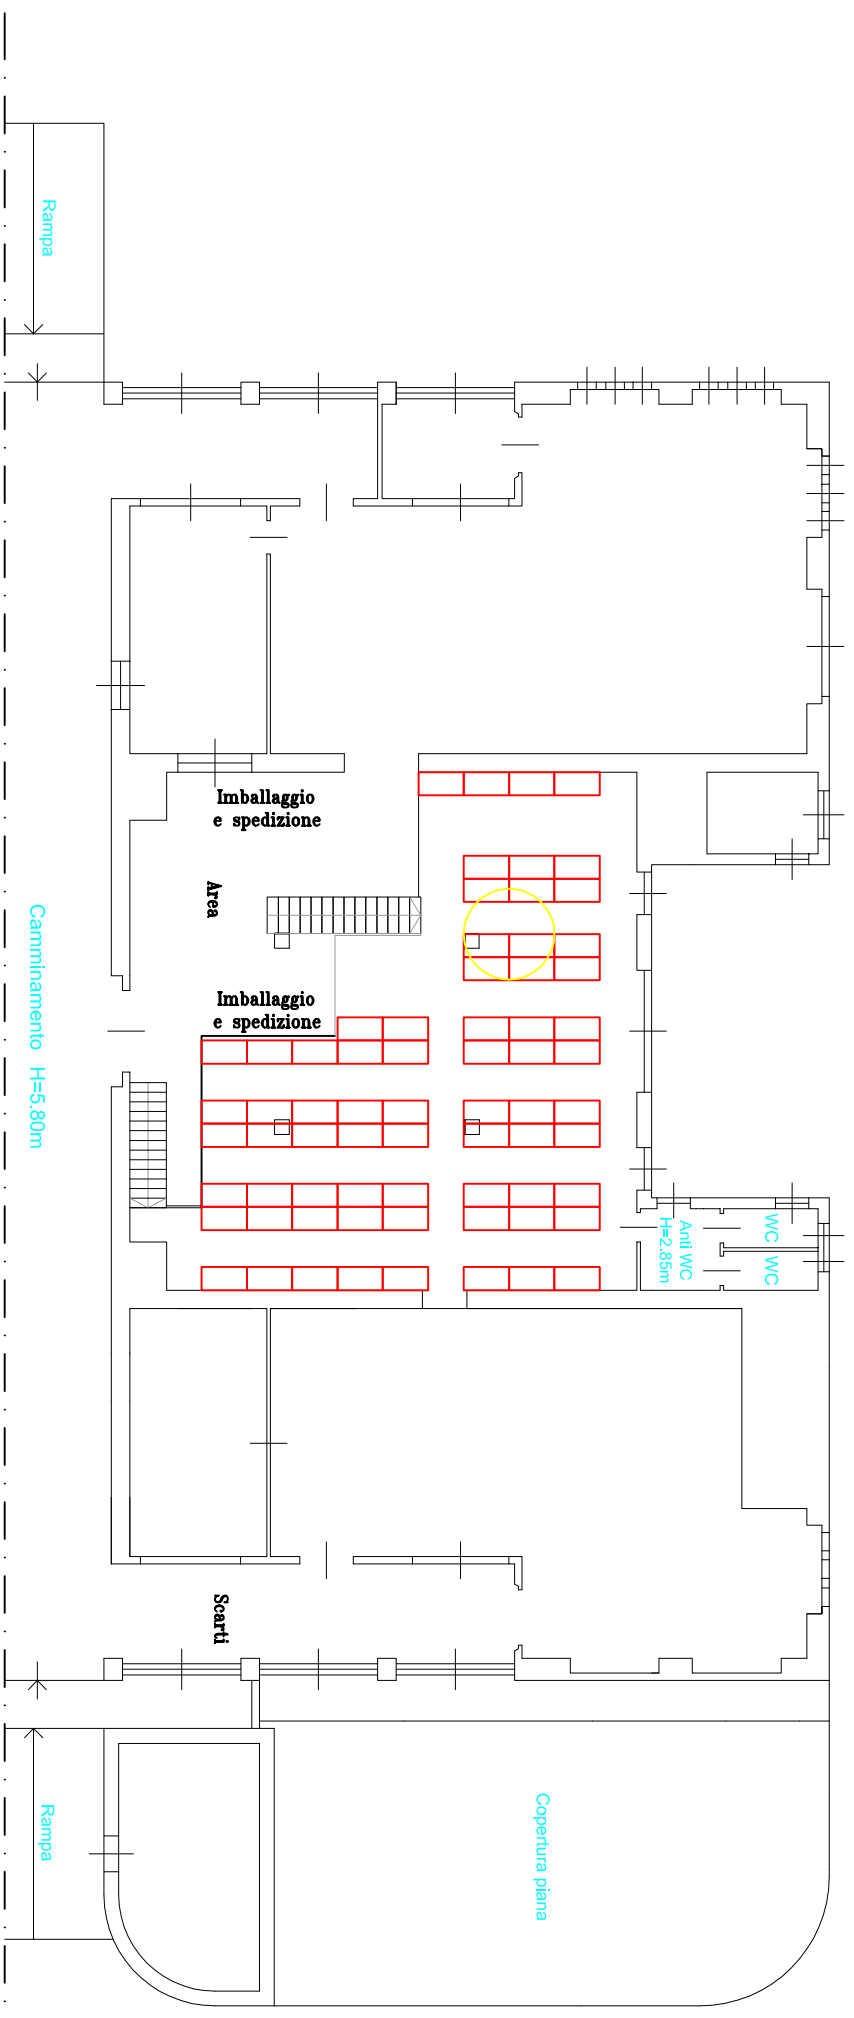 Rampa
Imballaggio
e spedizione
Area
Imballaggio
e spedizione
Camminamento H=5.80m
WC
WC
Anti WC
H=2.85m
Scarti
Rampa
Copertura piana